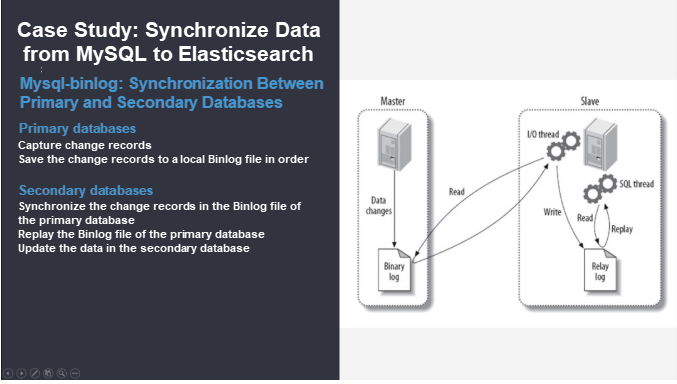 Case Study: Synchronize Data
from MySQL to Elasticsearch
Mysql-binlog: Synchronization Between
Primary and Secondary Databases
Primary databases
Capture change records
Save the change records to a local Binlog file in order
Secondary databases
Synchronize the change records in the Binlog file of
the primary database
Replay the Binlog file of the primary database
Update the data in the secondary database
Master
Slave
I/O thread
SQL thread
Data
changes
Read
Write
Read
Replay
Binary
log
Relay
log